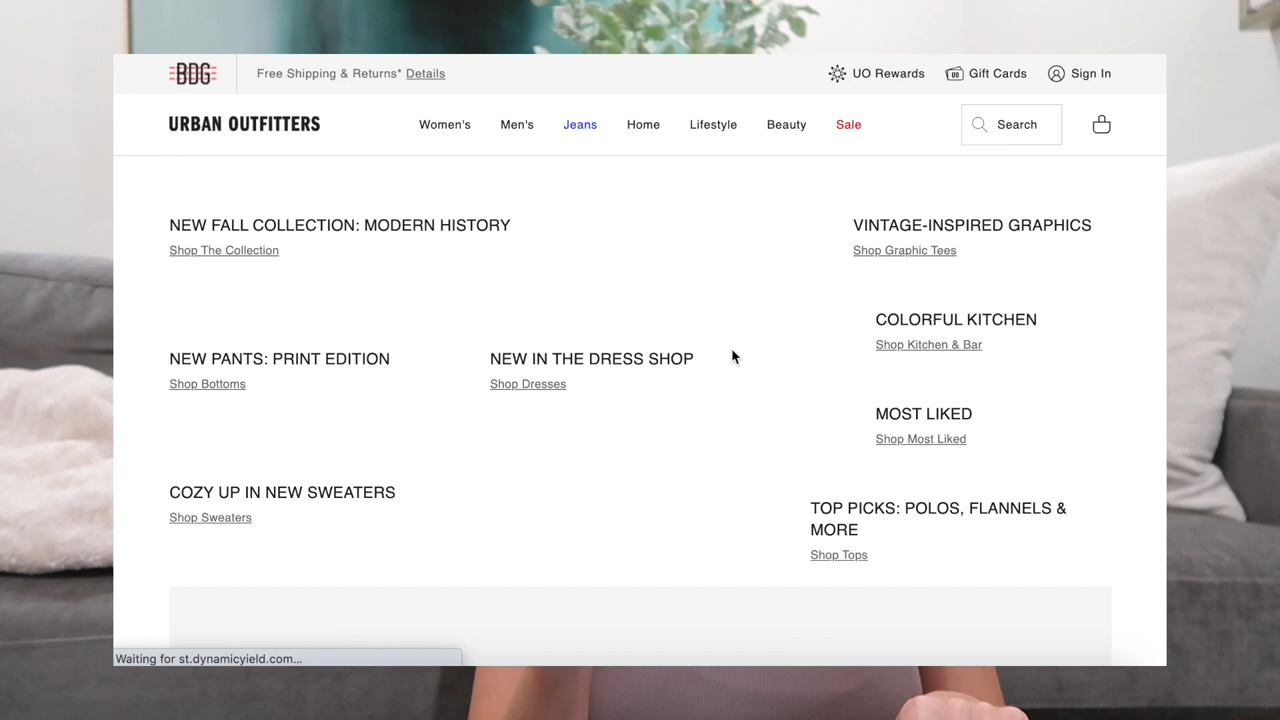 BDG
Free Shipping & Returns* Details
UO Rewards
UO
Gift Cards
Sign In
URBAN OUTFITTERS
Women's
Men's
Jeans
Home
Lifestyle
Beauty
Sale
Search
NEW FALL COLLECTION: MODERN HISTORY
Shop The Collection
VINTAGE-INSPIRED GRAPHICS
Shop Graphic Tees
COLORFUL KITCHEN
Shop Kitchen & Bar
NEW PANTS: PRINT EDITION
Shop Bottoms
NEW IN THE DRESS SHOP
Shop Dresses
MOST LIKED
Shop Most Liked
COZY UP IN NEW SWEATERS
Shop Sweaters
TOP PICKS: POLOS, FLANNELS &
MORE
Shop Tops
Waiting for st.dynamicyield.com...